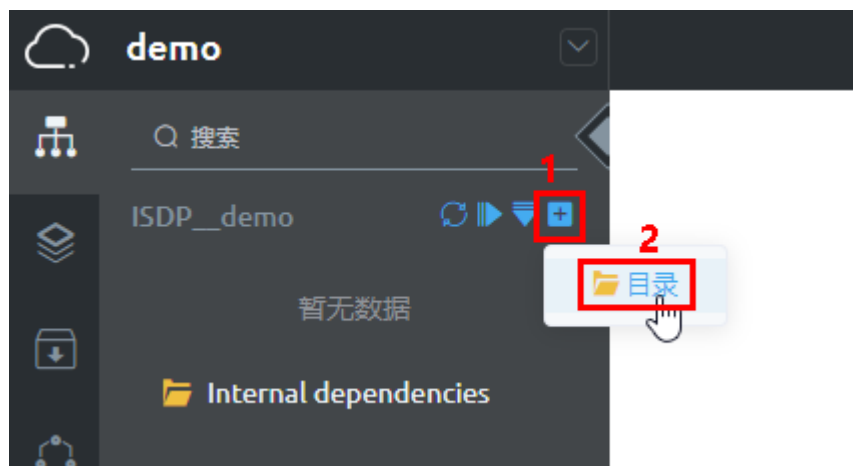 demo
搜索
1
ISDP__demo
2
目录
暂无数据
Internal dependencies